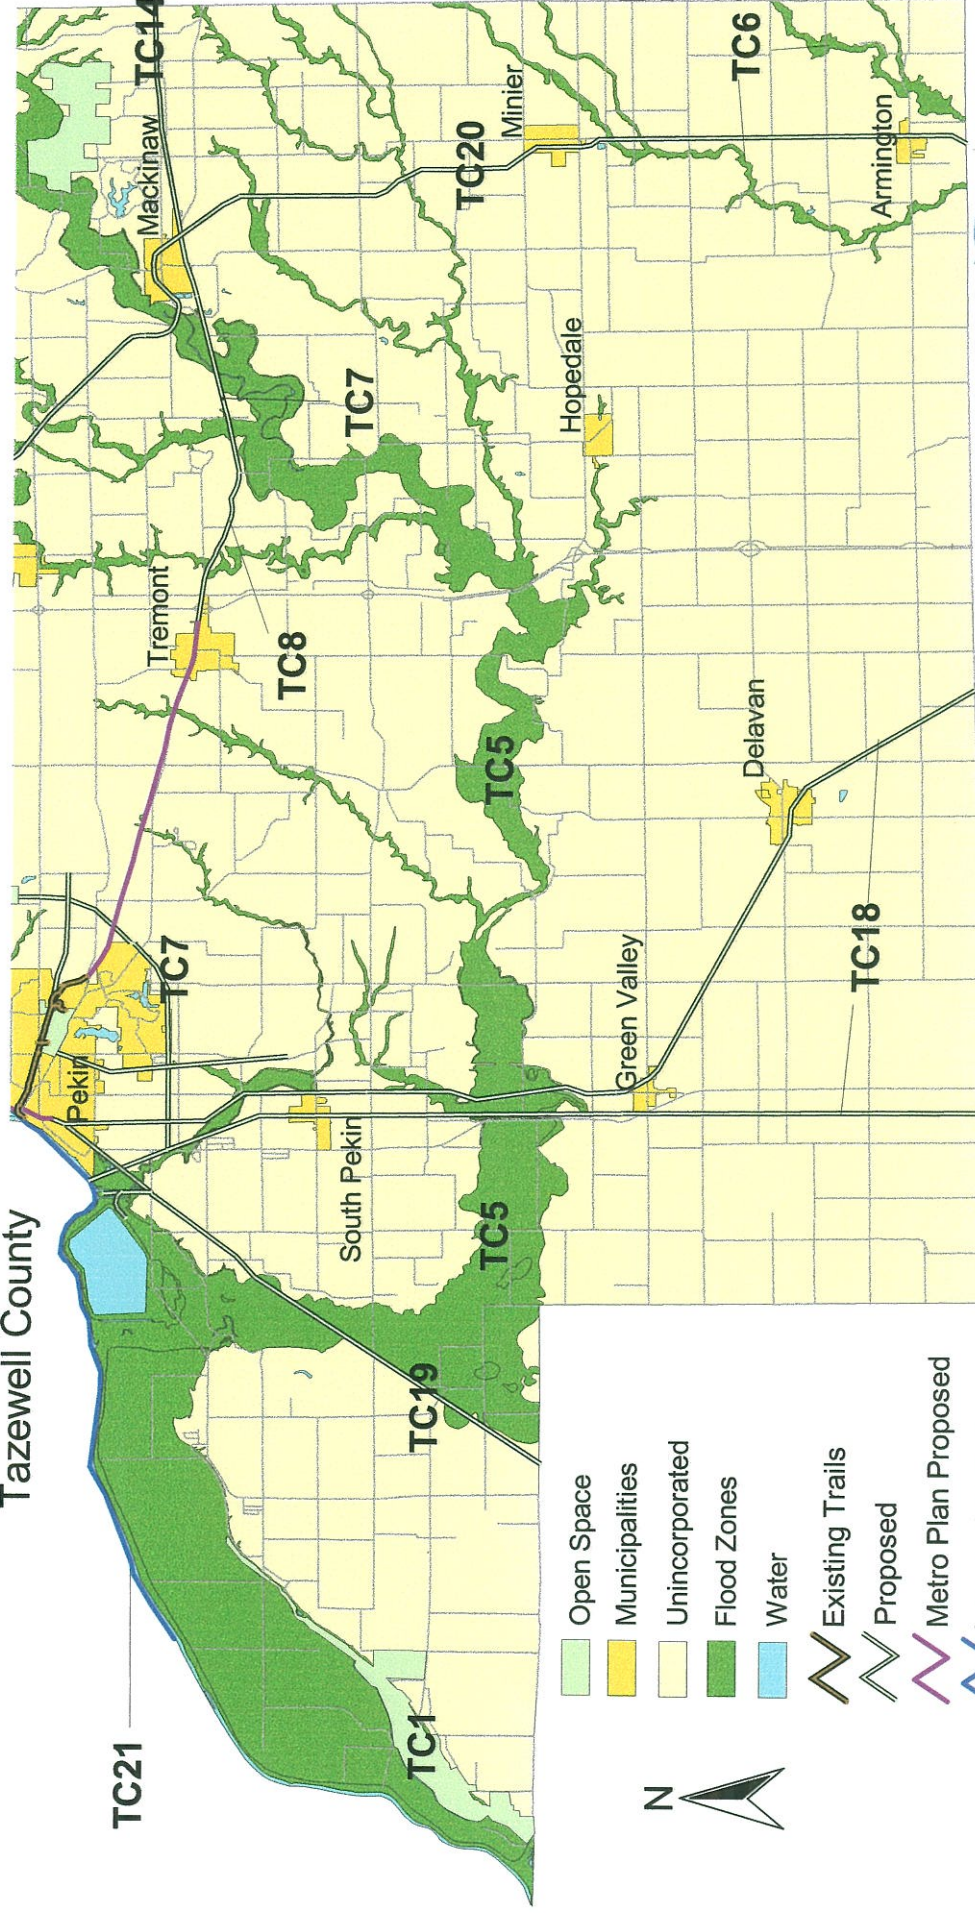 Tazewell County
TC21
TC14
Mackinaw
TC6
Minier
TC20
Armington
Hopedale
TC7
Tremont
TC8
TC5
Delavan
TC7
TC18
Green Valley
Pekin
South Pekin
TC5
TC19
TC1
Open Space
Municipalities
Unincorporated
Flood Zones
Water
Existing Trails
Proposed
Metro Plan Proposed
N